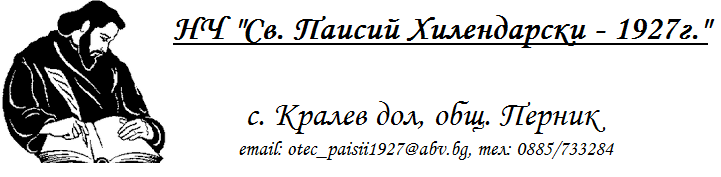 НЧ "Св. Паисий Хилендарски - 1927г."
с. Кралев дол, общ. Перник
email: otec_paisii1927@abv.bg, тел: 0885/733284